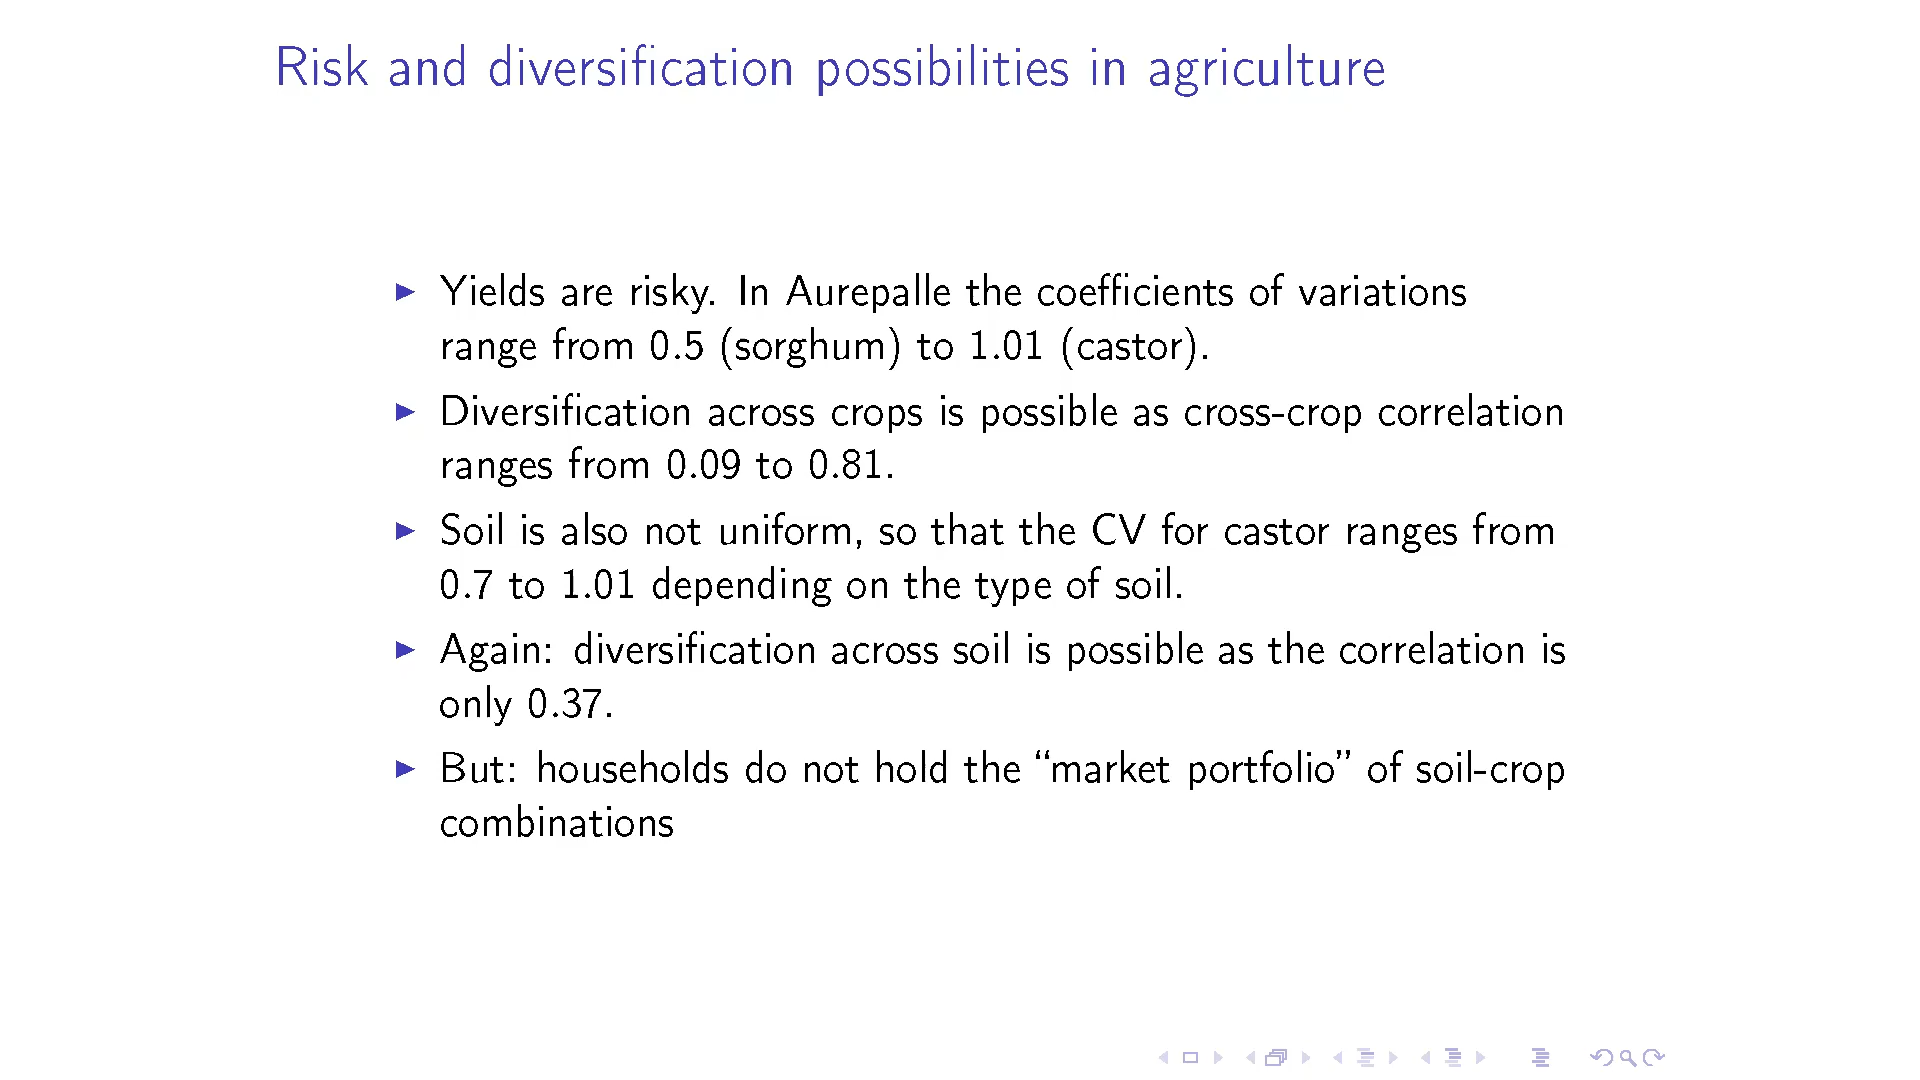 Risk and diversification possibilities in agriculture
Yields are risky. In Aurepalle the coefficients of variations
range from 0.5 (sorghum) to 1.01 (castor).
Diversification across crops is possible as cross-crop correlation
ranges from 0.09 to 0.81.
Soil is also not uniform, so that the CV for castor ranges from
0.7 to 1.01 depending on the type of soil.
Again: diversification across soil is possible as the correlation is
only 0.37.
But: households do not hold the “market portfolio” of soil-crop
combinations